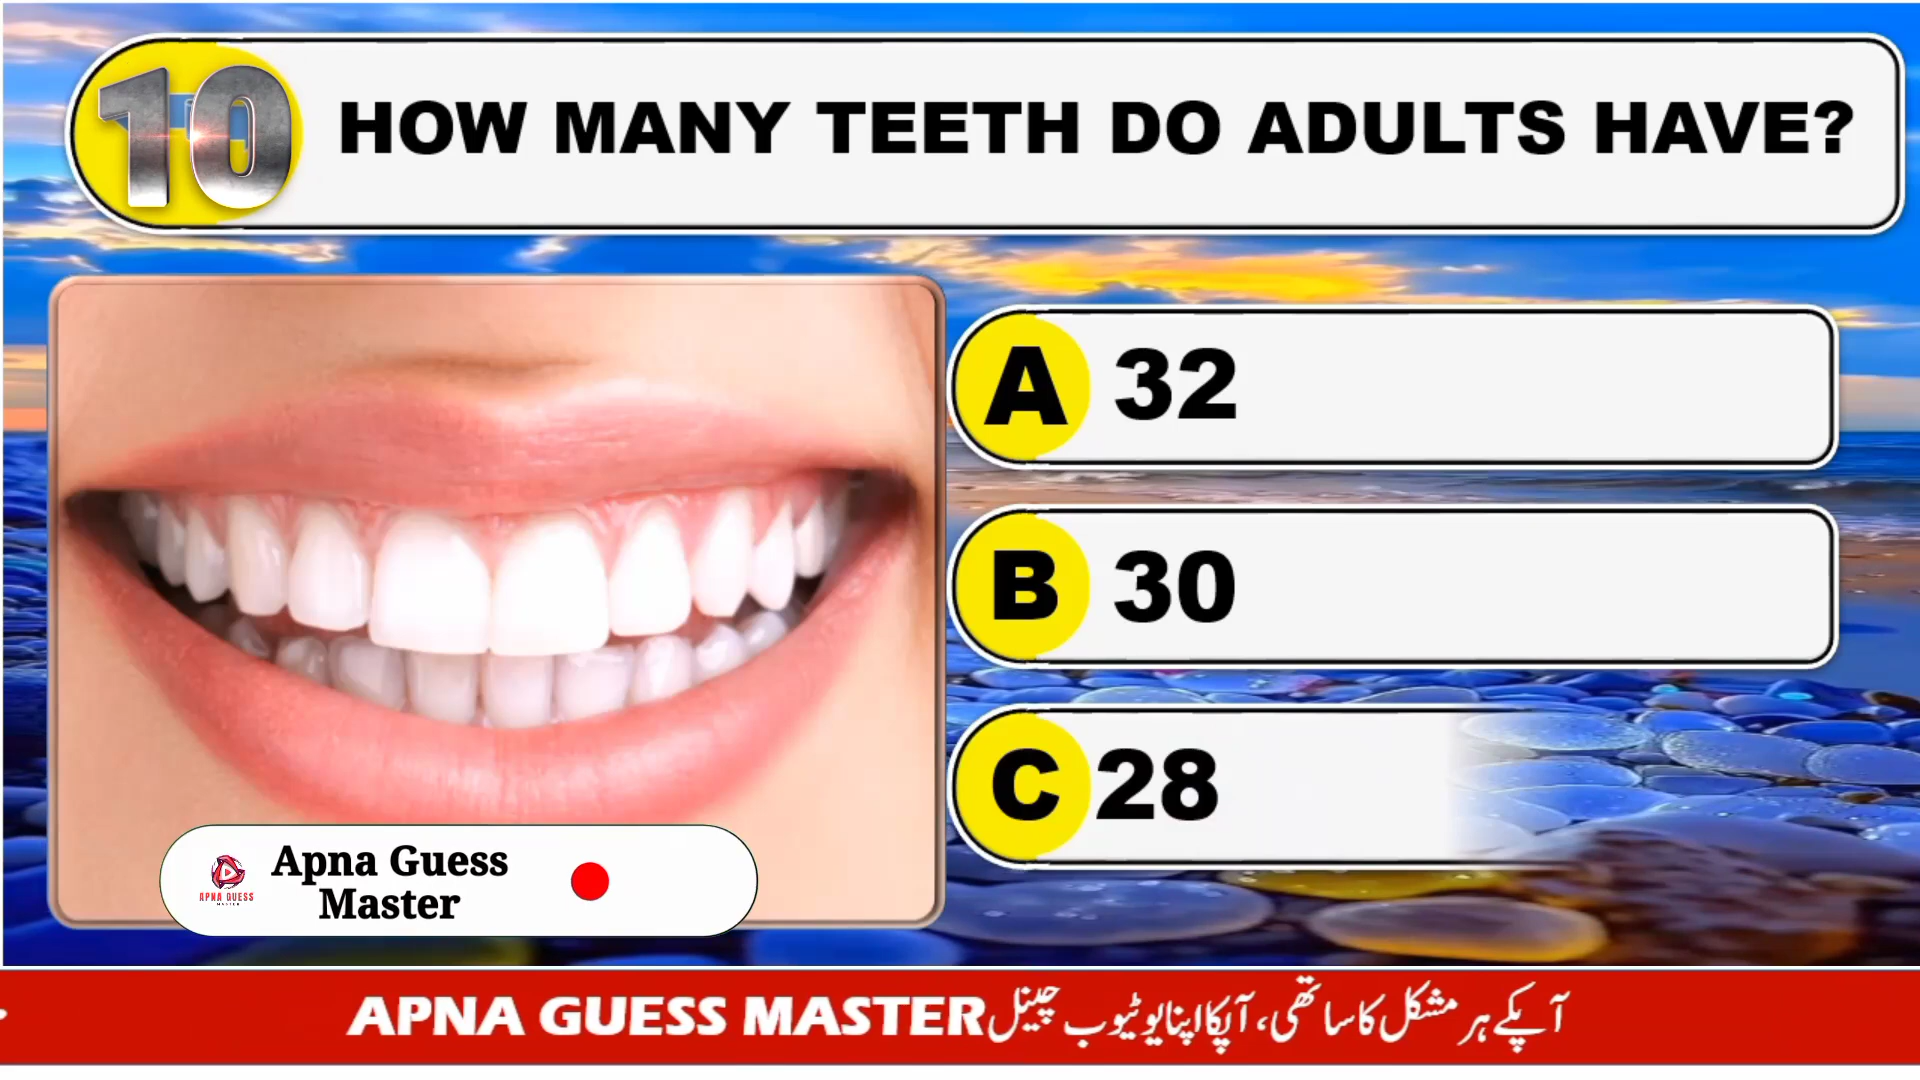 10 HOW MANY TEETH DO ADULTS HAVE?
A 32
B 30
C 28
APNA GUESS
MASTER
Apna Guess
Master
آپکے ہر مشکل کا ساتھی، آپکا اپنا یوٹیوب چینل APNA GUESS MASTER